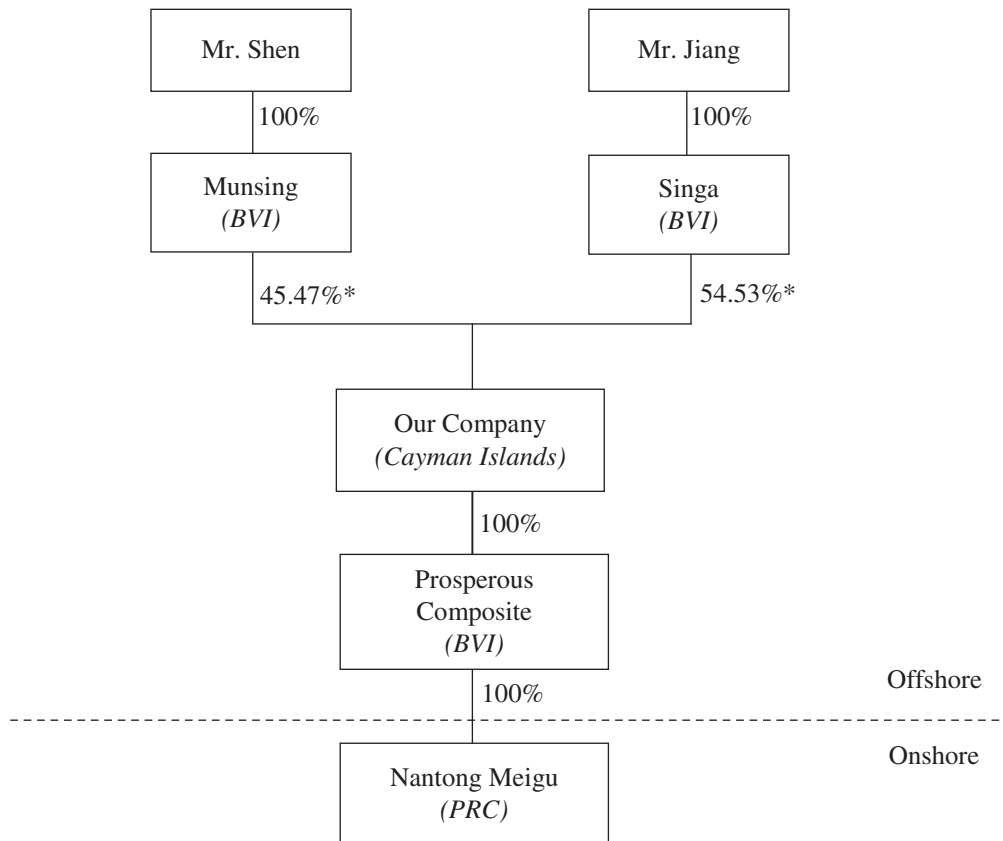 Mr. Shen
Mr. Jiang
100%
100%
Munsing
(BVI)
Singa
(BVI)
45.47%*
54.53%*
Our Company
(Cayman Islands)
100%
Prosperous
Composite
(BVI)
100%
Offshore
Onshore
Nantong Meigu
(PRC)